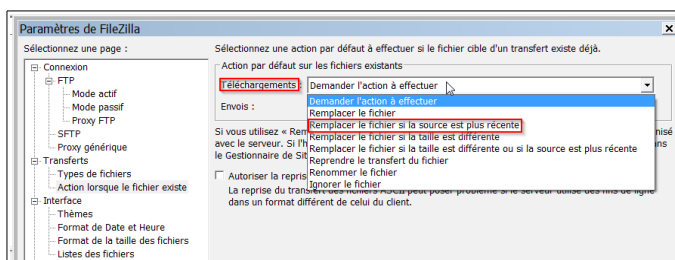 Paramètres de FileZilla
Sélectionnez une page :
Connexion
FTP
Mode actif
Mode passif
Proxy FTP
SFTP
Proxy générique
Transferts
Types de fichiers
Action lorsque le fichier existe
Interface
Thèmes
Format de Date et Heure
Format de la taille des fichiers
Listes des fichiers
Sélectionnez une action par défaut à effectuer si le fichier cible d'un transfert existe déjà.
Action par défaut sur les fichiers existants
Téléchargements : Demander l'action à effectuer
Envois :
Demander l'action à effectuer
Remplacer le fichier
Remplacer le fichier si la source est plus récente
Remplacer le fichier si la taille est différente
Remplacer le fichier si la taille est différente ou si la source est plus récente
Reprendre le transfert du fichier
Renommer le fichier
Ignorer le fichier
Si vous utilisez « Rem nisé
avec le serveur. Si l'h ans
le Gestionnaire de Sit
Autoriser la repris
La reprise du transfert des fichiers ASCII peut poser problème si le serveur utilise des fins de ligne
dans un format différent de celui du client.